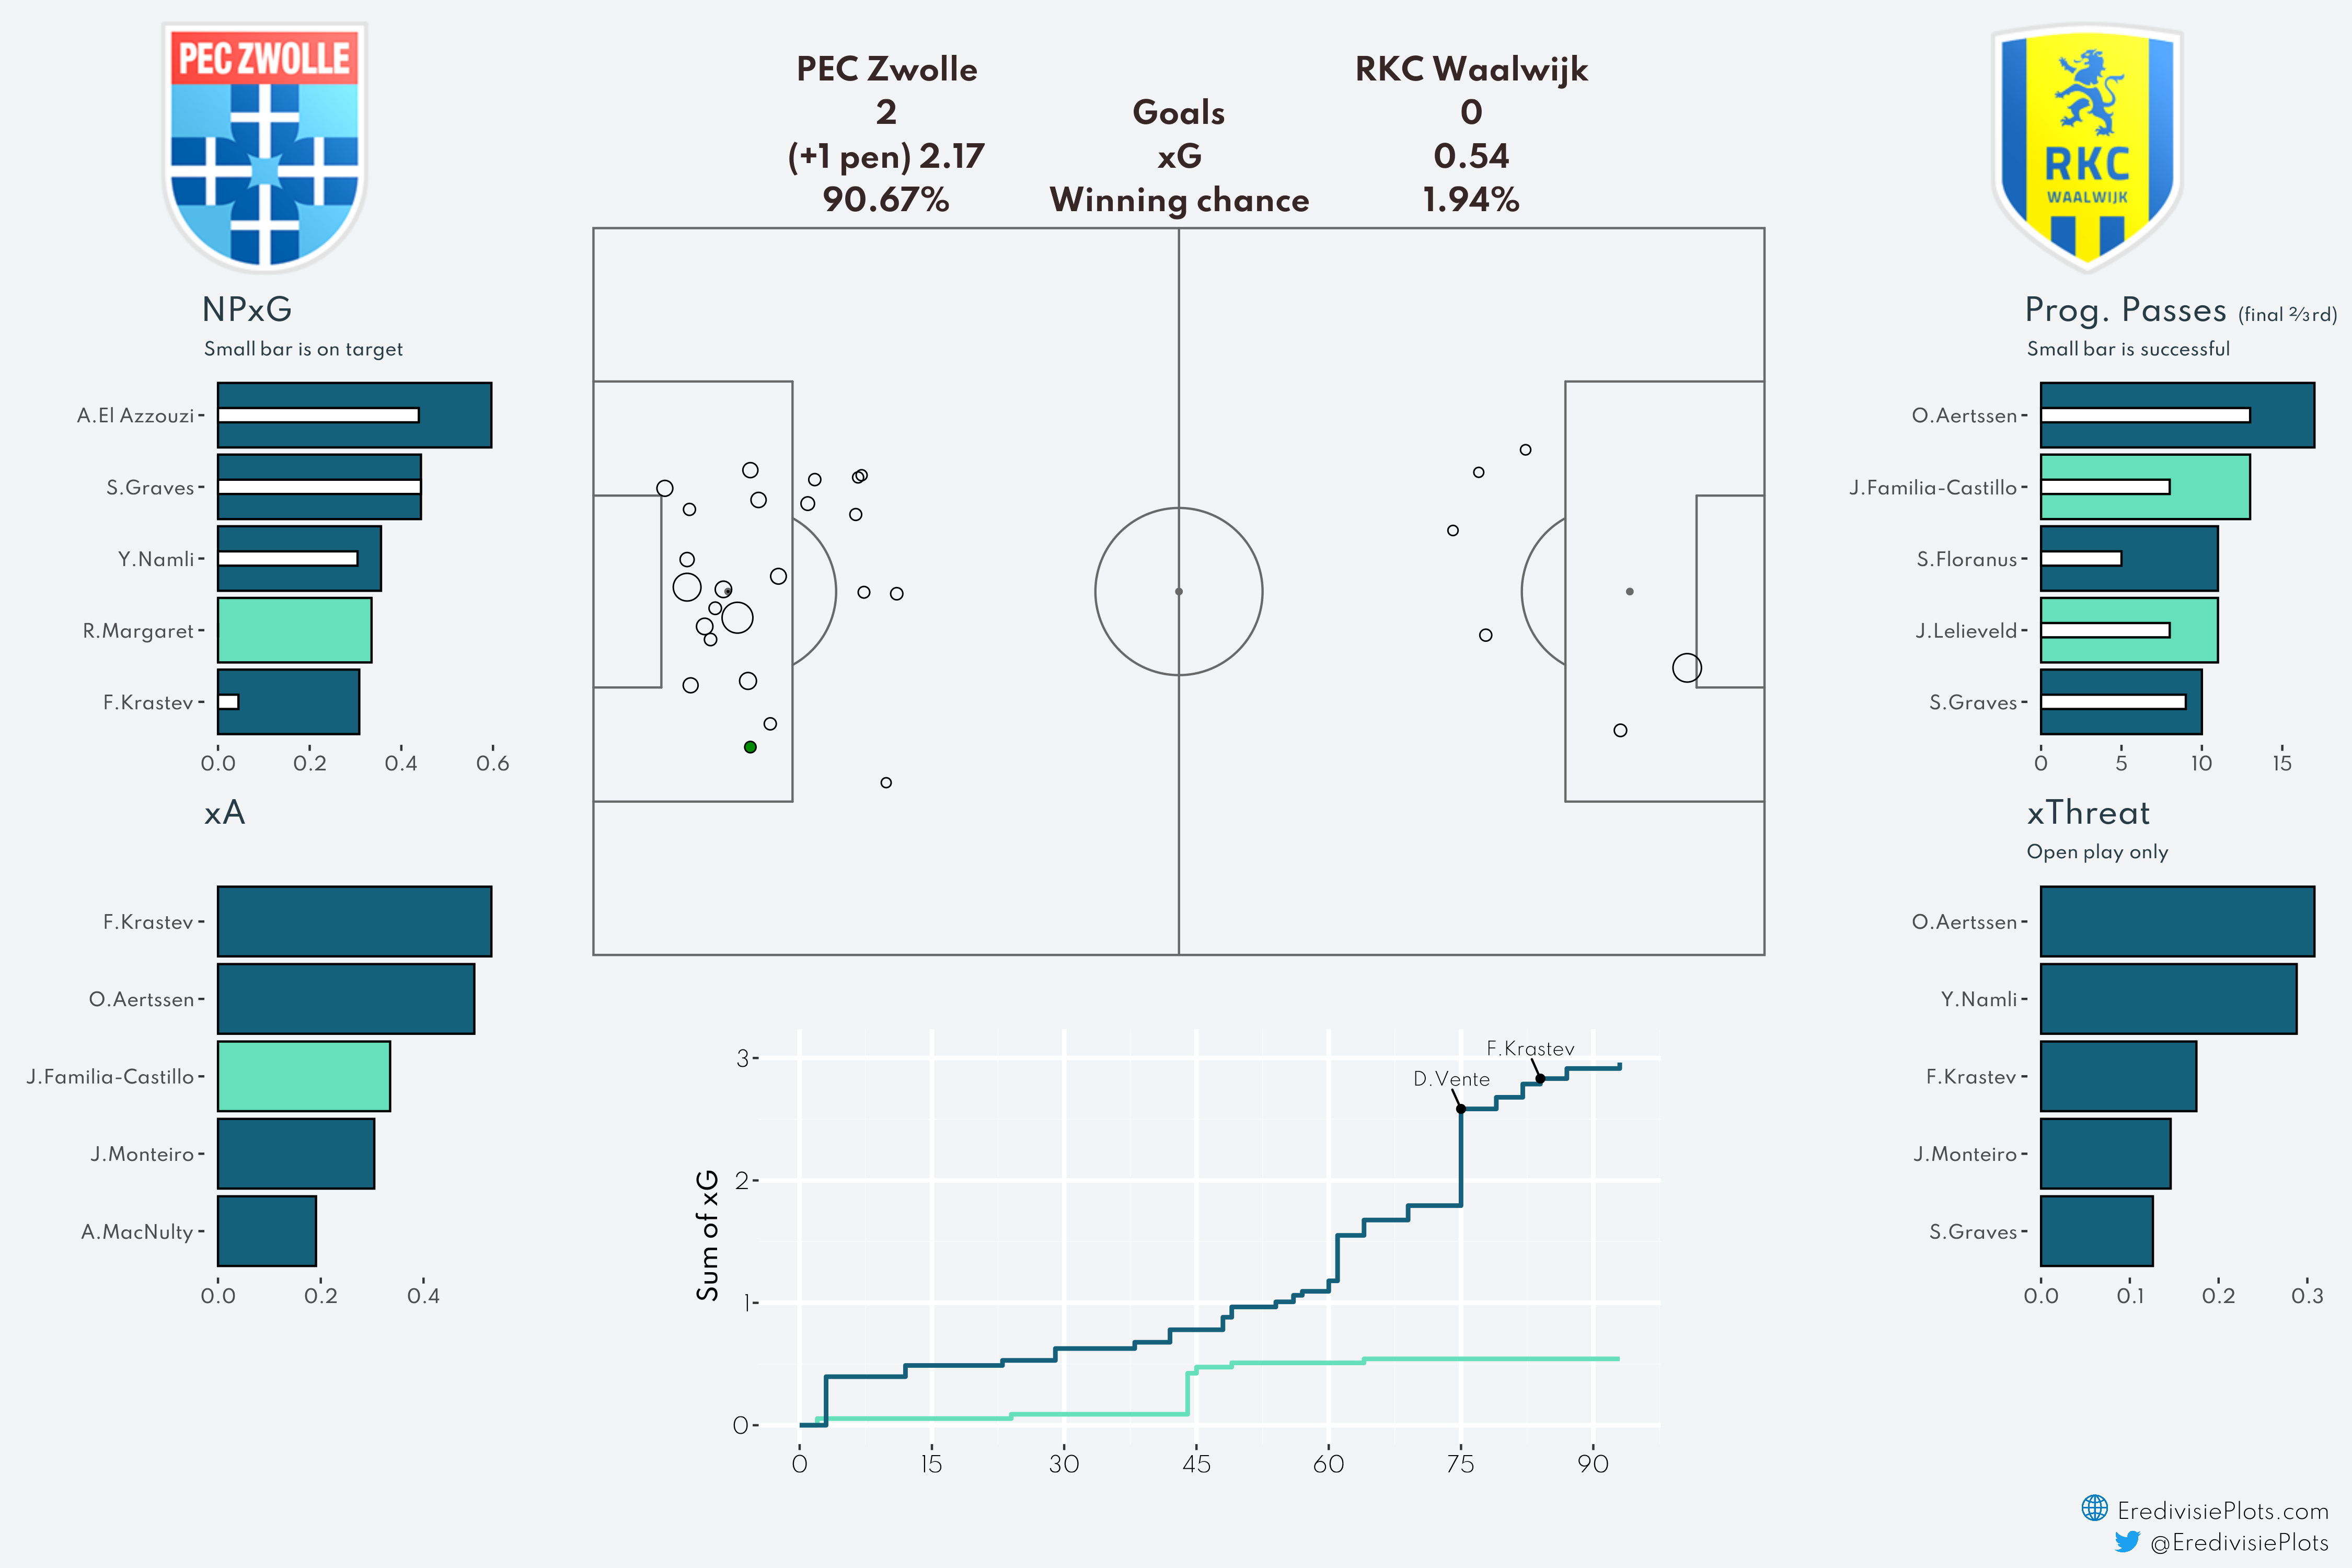 PEC ZWOLLE
PEC Zwolle
RKC Waalwijk
2
Goals
0
(+1 pen) 2.17
xG
0.54
90.67%
Winning chance
1.94%
RKC
WAALWIJK
NPxG
Small bar is on target
A.El Azzouzi
S.Graves
Y.Namli
R.Margaret
F.Krastev
0.0 0.2 0.4 0.6
xA
F.Krastev
O.Aertssen
J.Familia-Castillo
J.Monteiro
A.MacNulty
0.0 0.2 0.4
Sum of xG
3
2
1
0
D.Vente
F.Krastev
0 15 30 45 60 75 90
Prog. Passes (final ⅔rd)
Small bar is successful
O.Aertssen
J.Familia-Castillo
S.Floranus
J.Lelieveld
S.Graves
0 5 10 15
xThreat
Open play only
O.Aertssen
Y.Namli
F.Krastev
J.Monteiro
S.Graves
0.0 0.1 0.2 0.3
EredivisiePlots.com
@EredivisiePlots